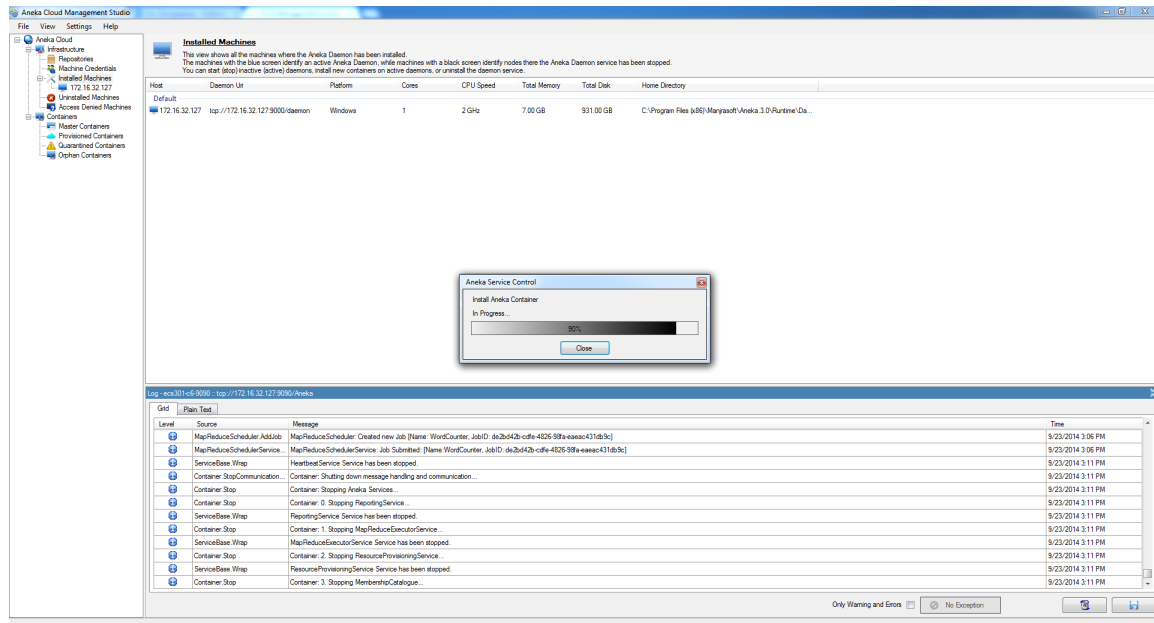 Aneka Cloud Management Studio
File View Settings Help
Aneka Cloud
Infrastructure
Repostories
Machine Credentials
Installed Machines
172.16.32.127
Uninstalled Machines
Access Denied Machines
Containers
Master Containers
Provisioned Containers
Quarantined Containers
Orphan Containers
Installed Machines
This view shows all the machines where the Aneka Daemon has been installed.
The machines with the blue screen identify an active Aneka Daemon, while machines with a black screen identify nodes there the Aneka Daemon service has been stopped.
You can start (stop) inactive (active) daemons, install new containers on active daemons, or uninstall the daemon service.
Host Daemon Uri Platform Cores CPU Speed Total Memory Total Disk Home Directory
Default
172.16.32.127 tcp://172.16.32.127:9000/daemon Windows 1 2 GHz 7.00 GB 931.00 GB C:\Program Files (x86)\Manjrasoft\Aneka.3.0\Runtime\Da...
Aneka Service Control
Install Aneka Container
In Progress...
90%
Close
Log - ecs301-c6-9090 :: tcp://172.16.32.127:9090/Aneka
Grid Plain Text
Level Source Message Time
MapReduceScheduler.AddJob MapReduceScheduler: Created new Job [Name: WordCounter, JobID: de2bd42b-cdfe-4826-98fa-eaeac431db9c] 9/23/2014 3:06 PM
MapReduceSchedulerService... MapReduceSchedulerService: Job Submitted: [Name:WordCounter, JobID: de2bd42b-cdfe-4826-98fa-eaeac431db9c] 9/23/2014 3:06 PM
ServiceBase.Wrap HeartbeatService Service has been stopped. 9/23/2014 3:11 PM
Container.StopCommunication... Container: Shutting down message handling and communication... 9/23/2014 3:11 PM
Container.Stop Container: Stopping Aneka Services... 9/23/2014 3:11 PM
Container.Stop Container: 0. Stopping ReportingService... 9/23/2014 3:11 PM
ServiceBase.Wrap ReportingService Service has been stopped. 9/23/2014 3:11 PM
Container.Stop Container: 1. Stopping MapReduceExecutorService... 9/23/2014 3:11 PM
ServiceBase.Wrap MapReduceExecutorService Service has been stopped. 9/23/2014 3:11 PM
Container.Stop Container: 2. Stopping ResourceProvisioningService... 9/23/2014 3:11 PM
ServiceBase.Wrap ResourceProvisioningService Service has been stopped. 9/23/2014 3:11 PM
Container.Stop Container: 3. Stopping MembershipCatalogue... 9/23/2014 3:11 PM
Only Warning and Errors No Exception